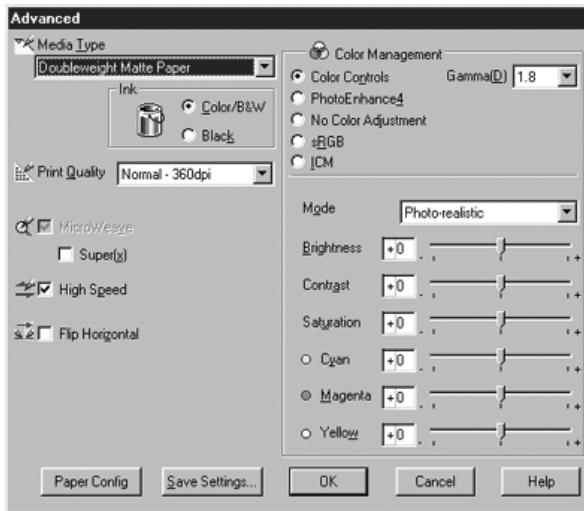 Advanced
Media Type
Doubleweight Matte Paper
Ink
Color/B&W
Black
Print Quality Normal - 360dpi
MicroWeave
Super(x)
High Speed
Flip Horizontal
Color Management
Color Controls Gamma(D) 1.8
PhotoEnhance4
No Color Adjustment
sRGB
ICM
Mode Photo-realistic
Brightness +0 - +
Contrast +0 - +
Saturation +0 - +
Cyan +0 - +
Magenta +0 - +
Yellow +0 - +
Paper Config Save Settings... OK Cancel Help